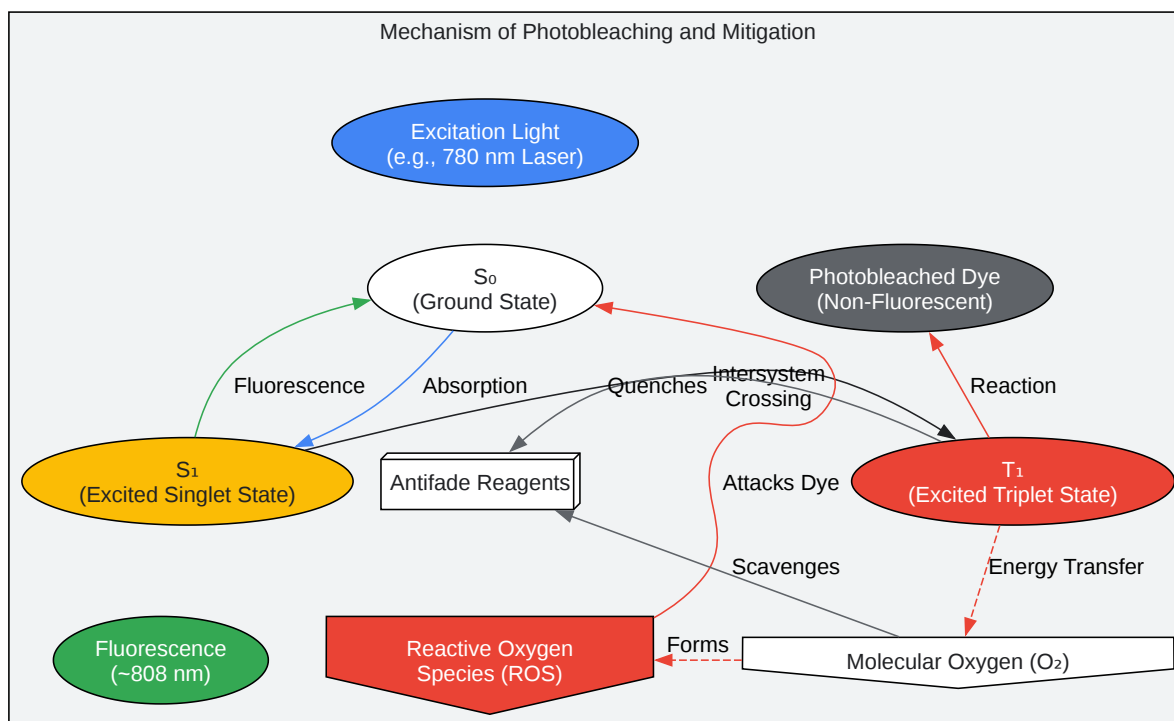 Mechanism of Photobleaching and Mitigation
Excitation Light
(e.g., 780 nm Laser)
S₀
(Ground State)
Photobleached Dye
(Non-Fluorescent)
Fluorescence
Absorption
Quenches
Intersystem
Crossing
Reaction
S₁
(Excited Singlet State)
Antifade Reagents
Attacks Dye
T₁
(Excited Triplet State)
Scavenges
Energy Transfer
Fluorescence
(~808 nm)
Reactive Oxygen
Species (ROS)
Forms
Molecular Oxygen (O₂)